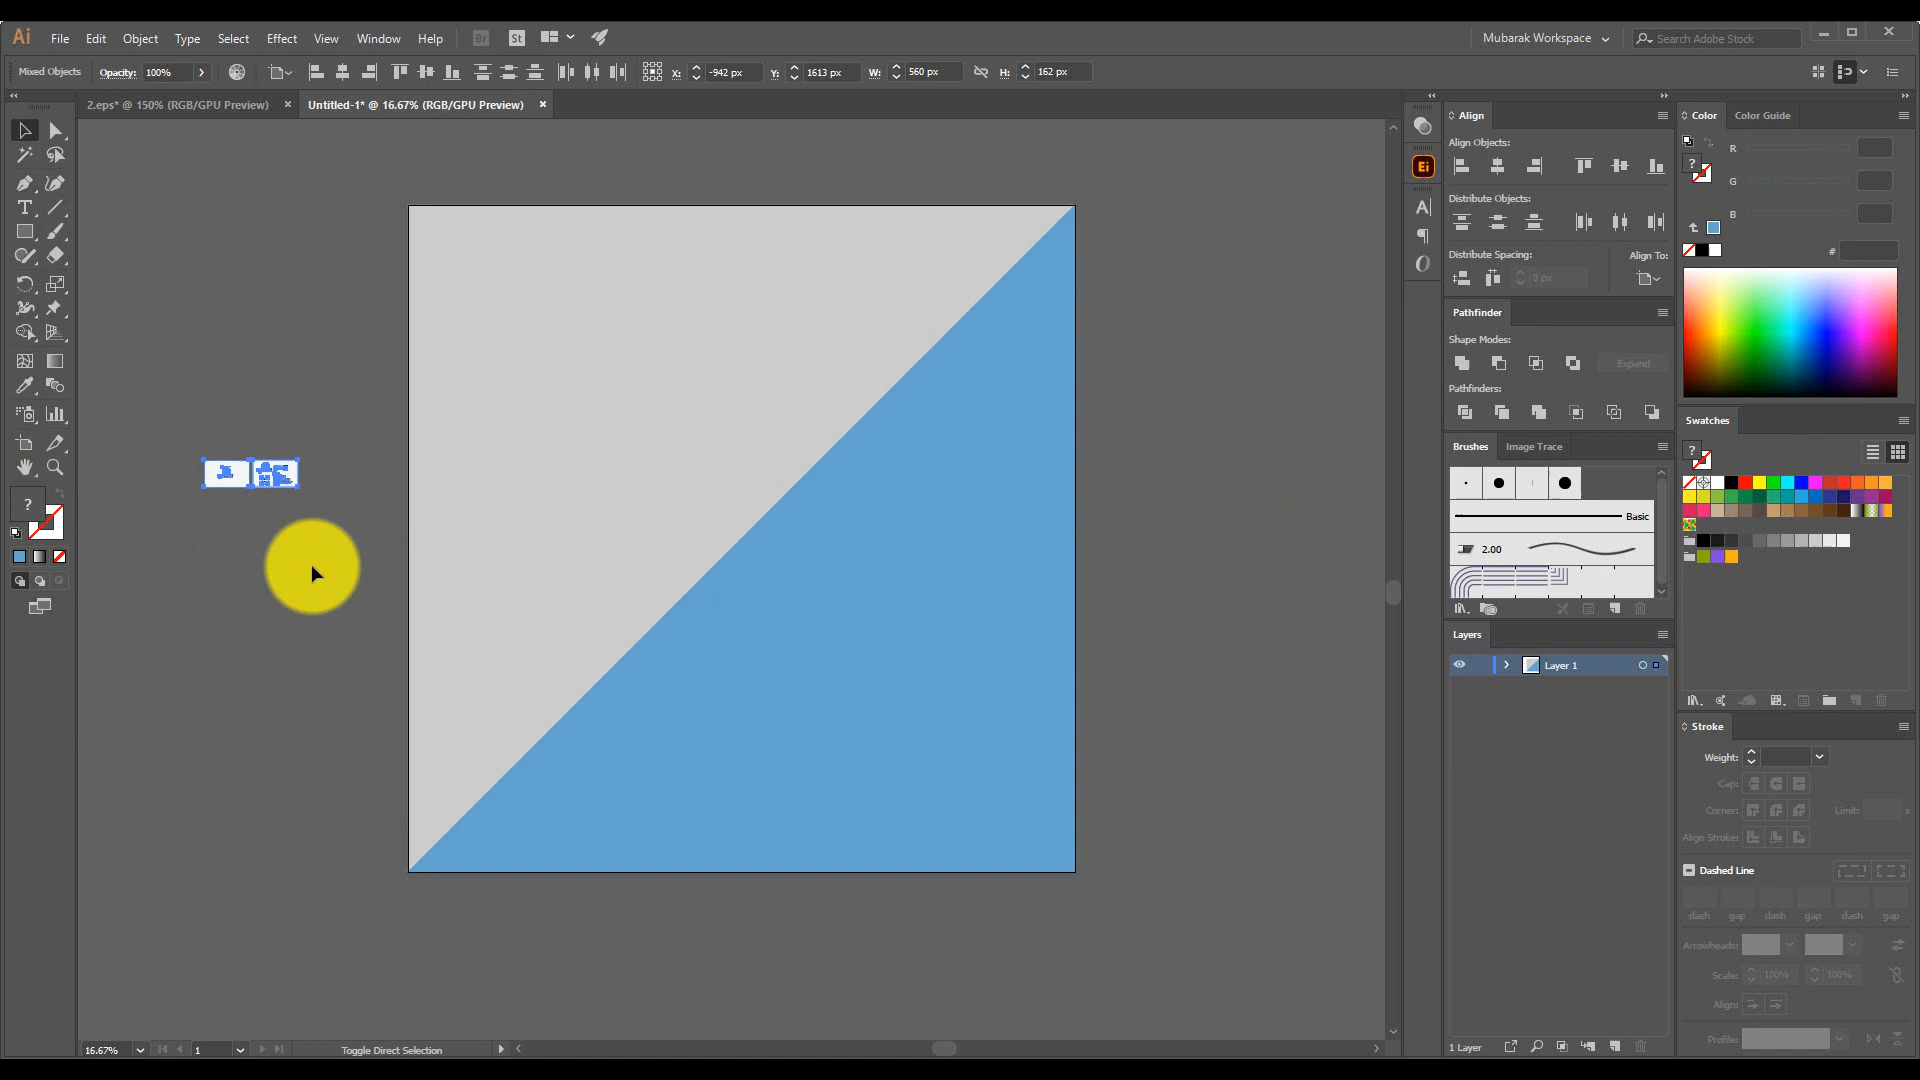 Ai File Edit Object Type Select Effect View Window Help Br St Mubarak Workspace Search Adobe Stock
Mixed Objects Opacity: 100% X: -942 px Y: 1613 px W: 560 px H: 162 px
2.eps* @ 150% (RGB/GPU Preview) × Untitled-1* @ 16.67% (RGB/GPU Preview) ×
Align
Align Objects:
Distribute Objects:
Distribute Spacing: Align To:
0 px
Pathfinder
Shape Modes:
Expand
Pathfinders:
Brushes Image Trace
Basic
2.00
Layers
Layer 1
1 Layer
Ei
Color Color Guide
R
G
B
#
Swatches
Stroke
Weight:
Cap:
Corner: Limit: x
Align Stroke:
Dashed Line
dash gap dash gap dash gap
Arrowheads:
Scale: 100% 100%
Align:
Profile:
16.67% 1 Toggle Direct Selection